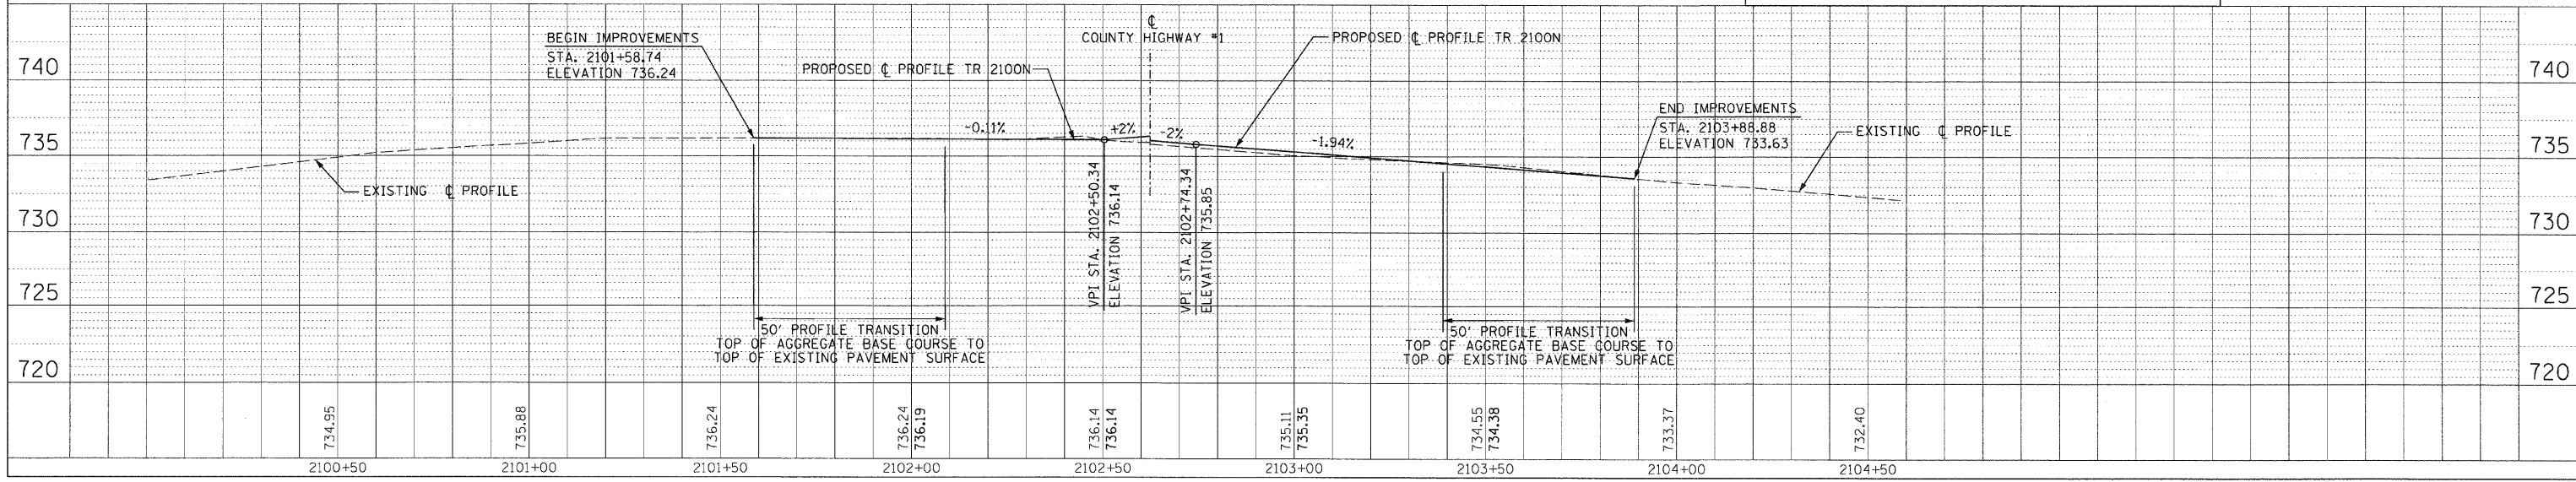 ℄
COUNTY HIGHWAY #1
BEGIN IMPROVEMENTS
STA. 2101+58.74
ELEVATION 736.24
PROPOSED ℄ PROFILE TR 2100N
PROPOSED ℄ PROFILE TR 2100N
740
740
END IMPROVEMENTS
STA. 2103+88.88
ELEVATION 733.63
EXISTING ℄ PROFILE
-0.11%
+2%
-2%
-1.94%
735
735
EXISTING ℄ PROFILE
VPI STA. 2102+50.34
ELEVATION 736.14
VPI STA. 2102+74.34
ELEVATION 735.85
730
730
725
725
50' PROFILE TRANSITION
TOP OF AGGREGATE BASE COURSE TO
TOP OF EXISTING PAVEMENT SURFACE
50' PROFILE TRANSITION
TOP OF AGGREGATE BASE COURSE TO
TOP OF EXISTING PAVEMENT SURFACE
720
720
734.95
735.88
736.24
736.24
736.19
736.14
736.14
735.11
735.35
734.55
734.38
733.37
732.40
2100+50
2101+00
2101+50
2102+00
2102+50
2103+00
2103+50
2104+00
2104+50